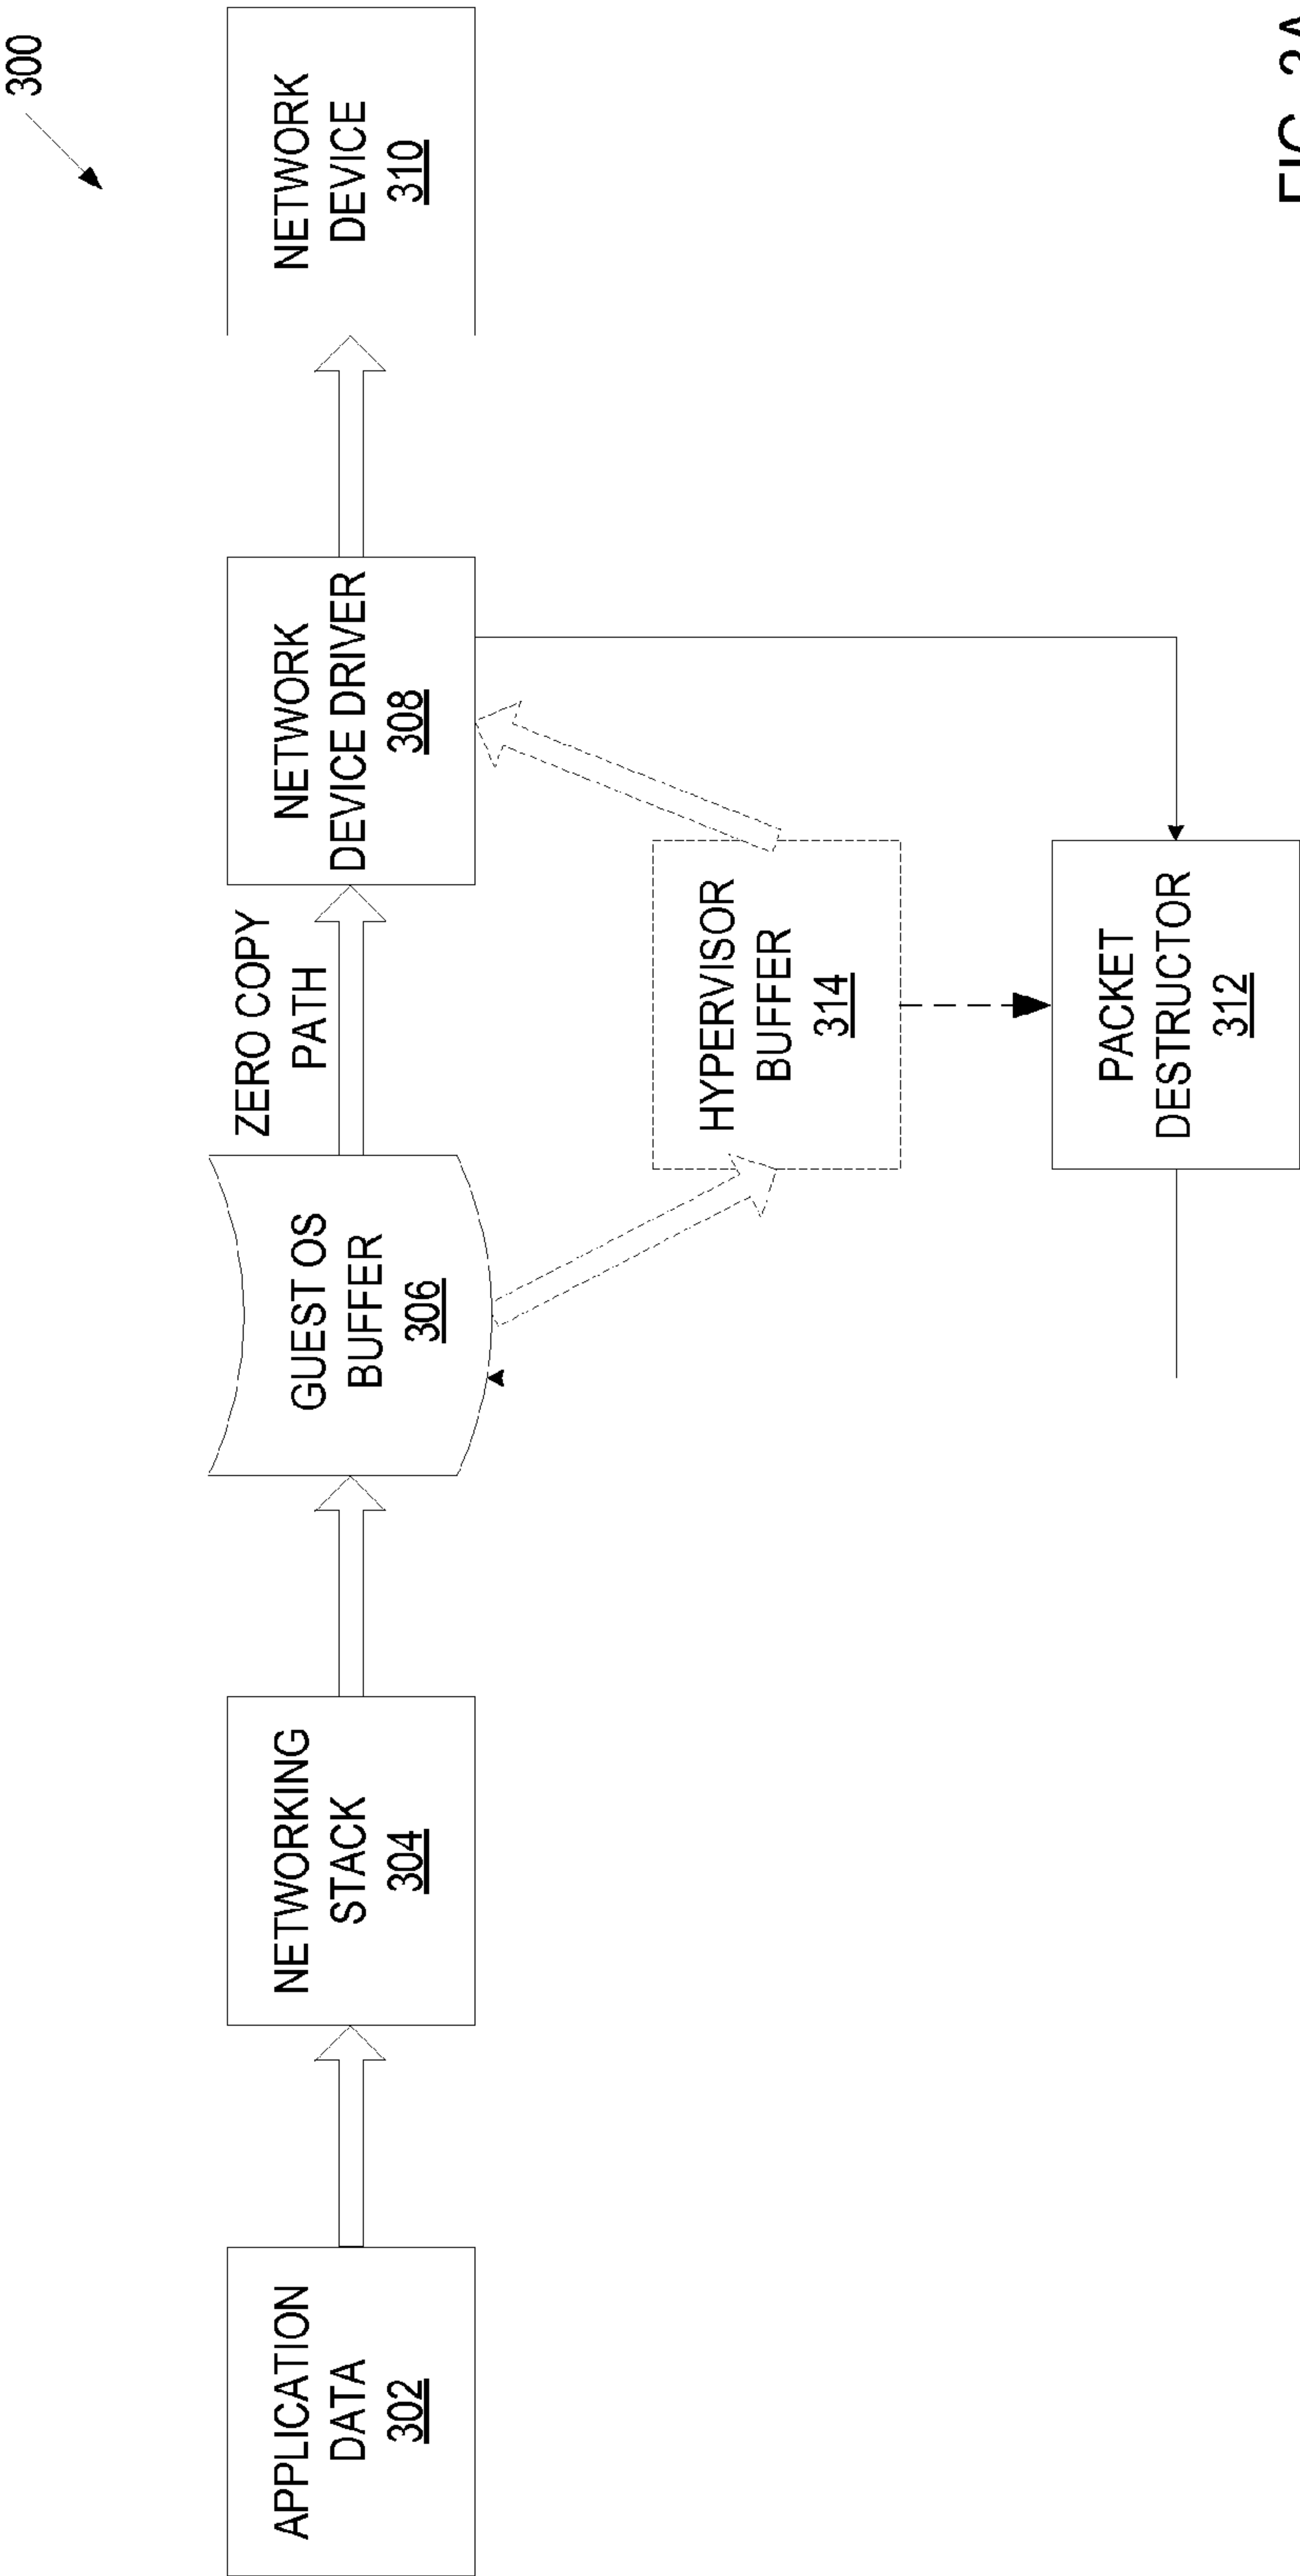 300
APPLICATION
DATA
302
NETWORKING
STACK
304
GUEST OS
BUFFER
306
ZERO COPY
PATH
NETWORK
DEVICE DRIVER
308
NETWORK
DEVICE
310
HYPERVISOR
BUFFER
314
PACKET
DESTRUCTOR
312